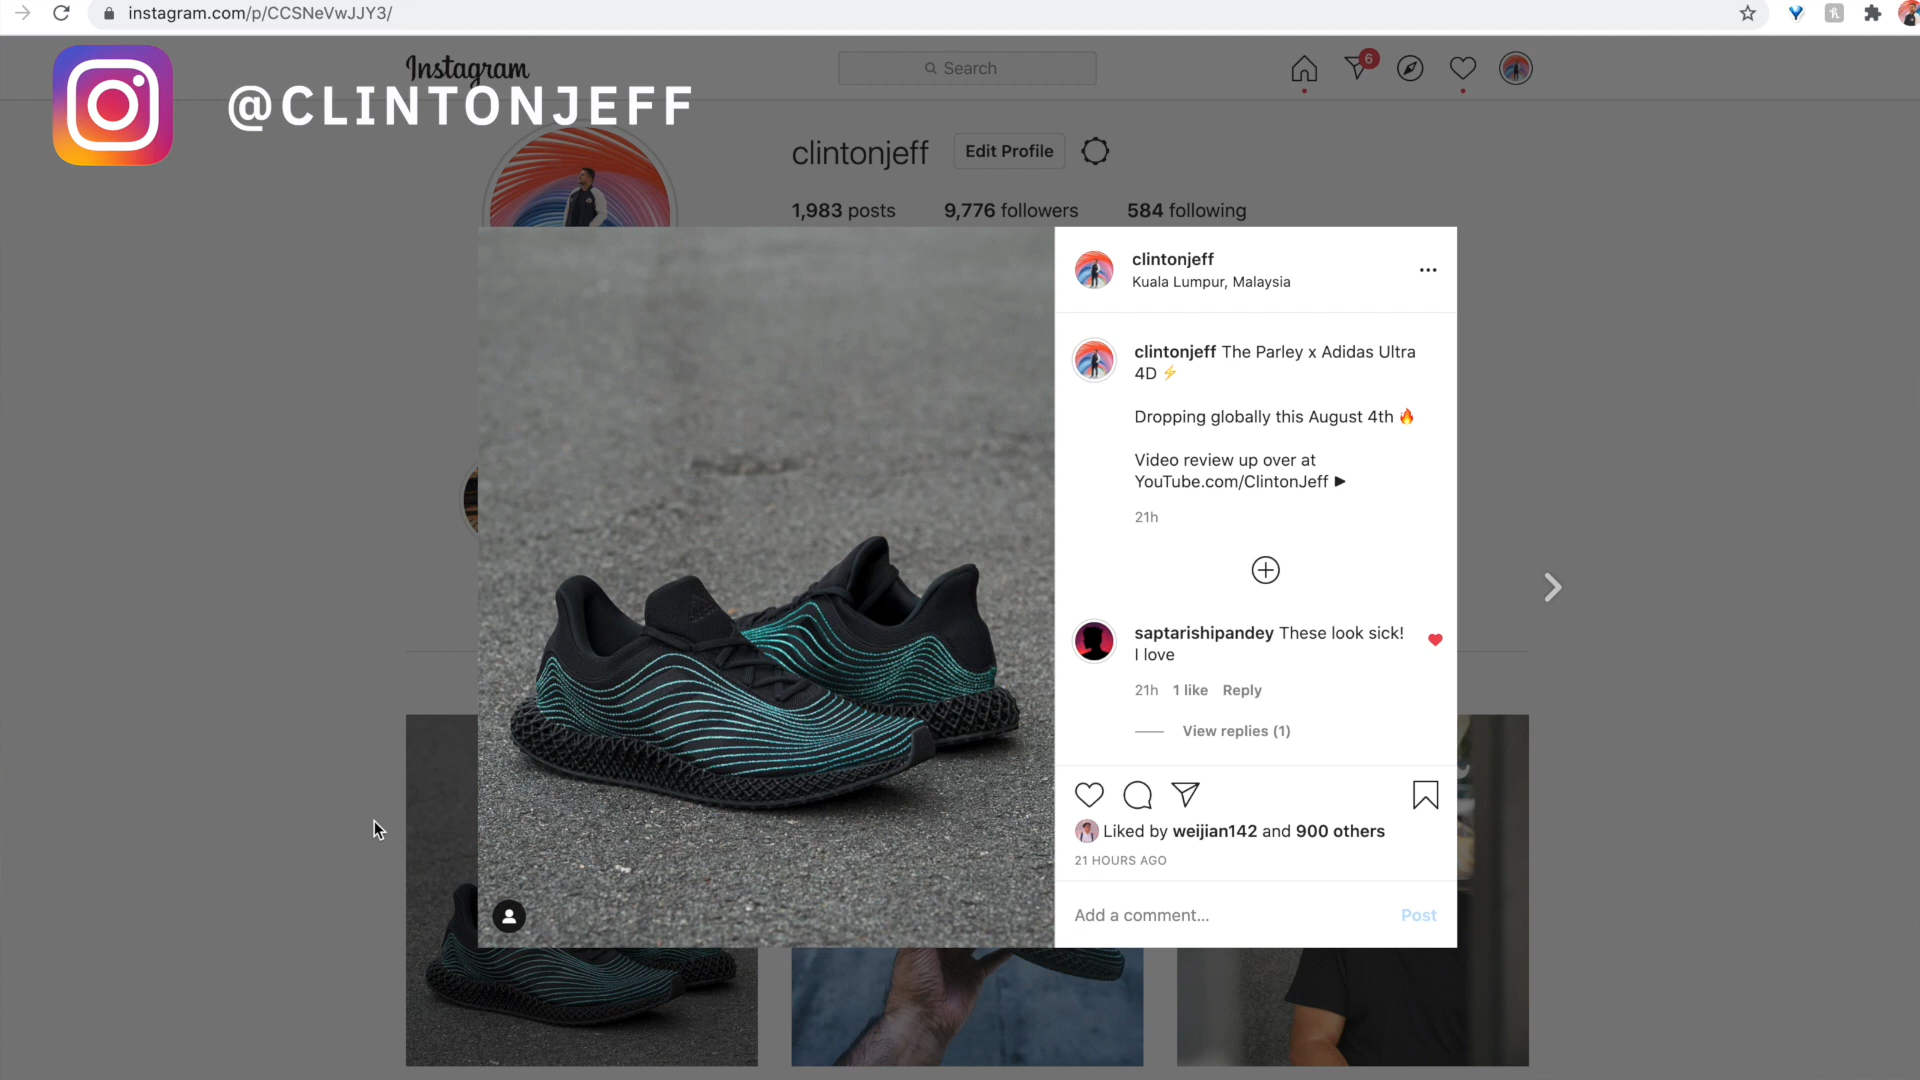 instagram.com/p/CCSNeVwJJY3/
Instagram
Search
6
@CLINTONJEFF
clintonjeff
Edit Profile
1,983 posts
9,776 followers
584 following
clintonjeff
Kuala Lumpur, Malaysia
clintonjeff The Parley x Adidas Ultra
4D ⚡
Dropping globally this August 4th 🔥
Video review up over at
YouTube.com/ClintonJeff ▶
21h
saptarishipandey These look sick!
I love
21h 1 like Reply
View replies (1)
Liked by weijian142 and 900 others
21 HOURS AGO
Add a comment...
Post